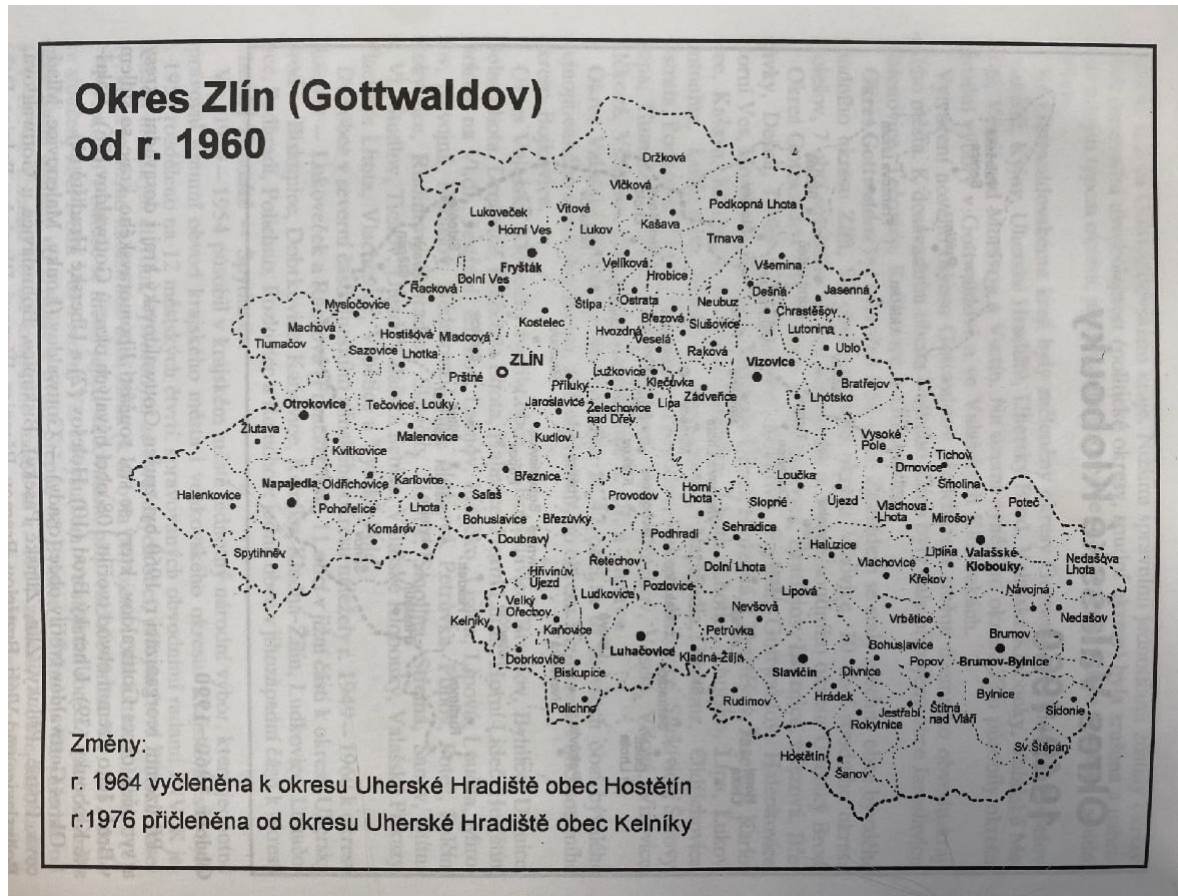 Okres Zlín (Gottwaldov)
od r. 1960
Držková
Vlčková
Podkopná Lhota
Lukoveček
Vítová
Kašava
Horní Ves
Lukov
Trnava
Fryšták
Velíková
Hrobice
Všemina
Dolní Ves
Racková
Štípa
Ostrata
Neubuz
Dešná
Jasenná
Mysločovice
Kostelec
Hvozdná
Březová
Slušovice
Chrastěšov
Machová
Hostišová
Mladcová
Veselá
Lutonina
Tlumačov
Sazovice
Lhotka
ZLÍN
Raková
Ublo
Prštné
Příluky
Lužkovice
Klečůvka
Vizovice
Bratřejov
Otrokovice
Tečovice
Louky
Jaroslavice
Želechovice
nad Dřev.
Lípa
Zádveřice
Lhotsko
Žlutava
Malenovice
Kudlov
Kvítkovice
Vysoké
Pole
Drnovice
Tichov
Březnice
Loučka
Smolina
Halenkovice
Napajedla
Oldřichovice
Karlovice
Salaš
Provodov
Horní
Lhota
Slopné
Újezd
Vlachova
Lhota
Poteč
Pohořelice
Lhota
Bohuslavice
Březůvky
Sehradice
Mirošov
Komárov
Doubravy
Podhradí
Haluzice
Lipina
Valašské
Klobouky
Spytihněv
Hřivínův
Újezd
Řetechov
Dolní Lhota
Vlachovice
Křekov
Nedašova
Lhota
Pozlovice
Lipová
Návojná
Velký
Ořechov
Ludkovice
Nevšová
Nedašov
Kelníky
Kaňovice
Petrůvka
Vrbětice
Luhačovice
Kladná-Žilín
Bohuslavice
Brumov
Dobrkovice
Biskupice
Slavičín
Divnice
Popov
Brumov-Bylnice
Polichno
Rudimov
Hrádek
Jestřabí
Štítná
nad Vláří
Bylnice
Sidonie
Rokytnice
Hostětín
Šanov
Sv. Štěpán
Změny:
r. 1964 vyčleněna k okresu Uherské Hradiště obec Hostětín
r.1976 přičleněna od okresu Uherské Hradiště obec Kelníky